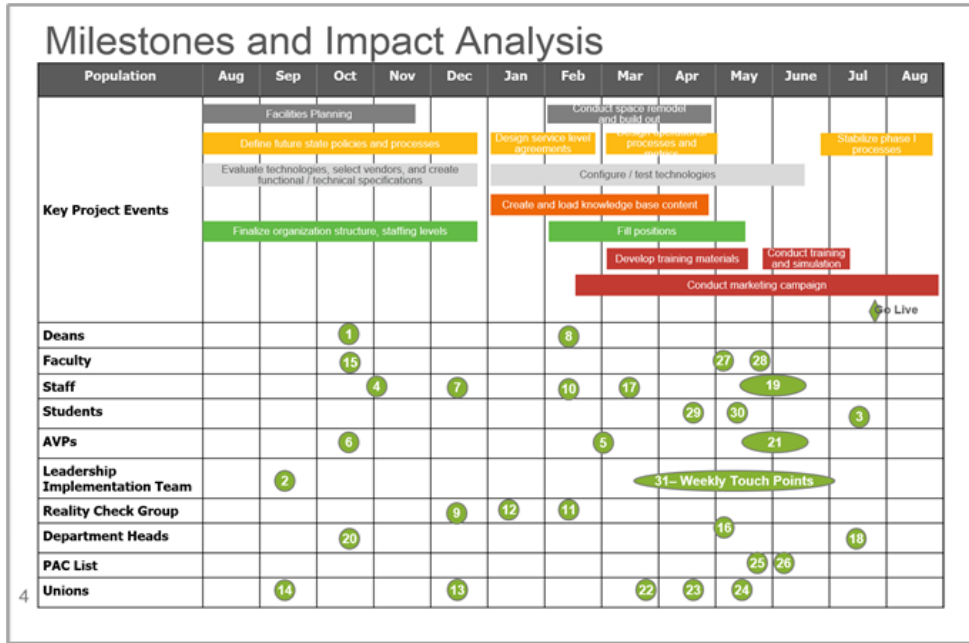 Milestones and Impact Analysis
Population Aug Sep Oct Nov Dec Jan Feb Mar Apr May June Jul Aug
Key Project Events
Facilities Planning
Conduct space remodel
and build out
Define future state policies and processes
Design service level
agreements
Design operational
processes and
metrics
Stabilize phase I
processes
Evaluate technologies, select vendors, and create
functional / technical specifications
Configure / test technologies
Create and load knowledge base content
Finalize organization structure, staffing levels
Fill positions
Develop training materials
Conduct training
and simulation
Conduct marketing campaign
Go Live
Deans 1 8
Faculty 15 27 28
Staff 4 7 10 17 19
Students 29 30 3
AVPs 6 5 21
Leadership
Implementation Team 2 31– Weekly Touch Points
Reality Check Group 9 12 11
Department Heads 20 16 18
PAC List 25 26
Unions 14 13 22 23 24
4